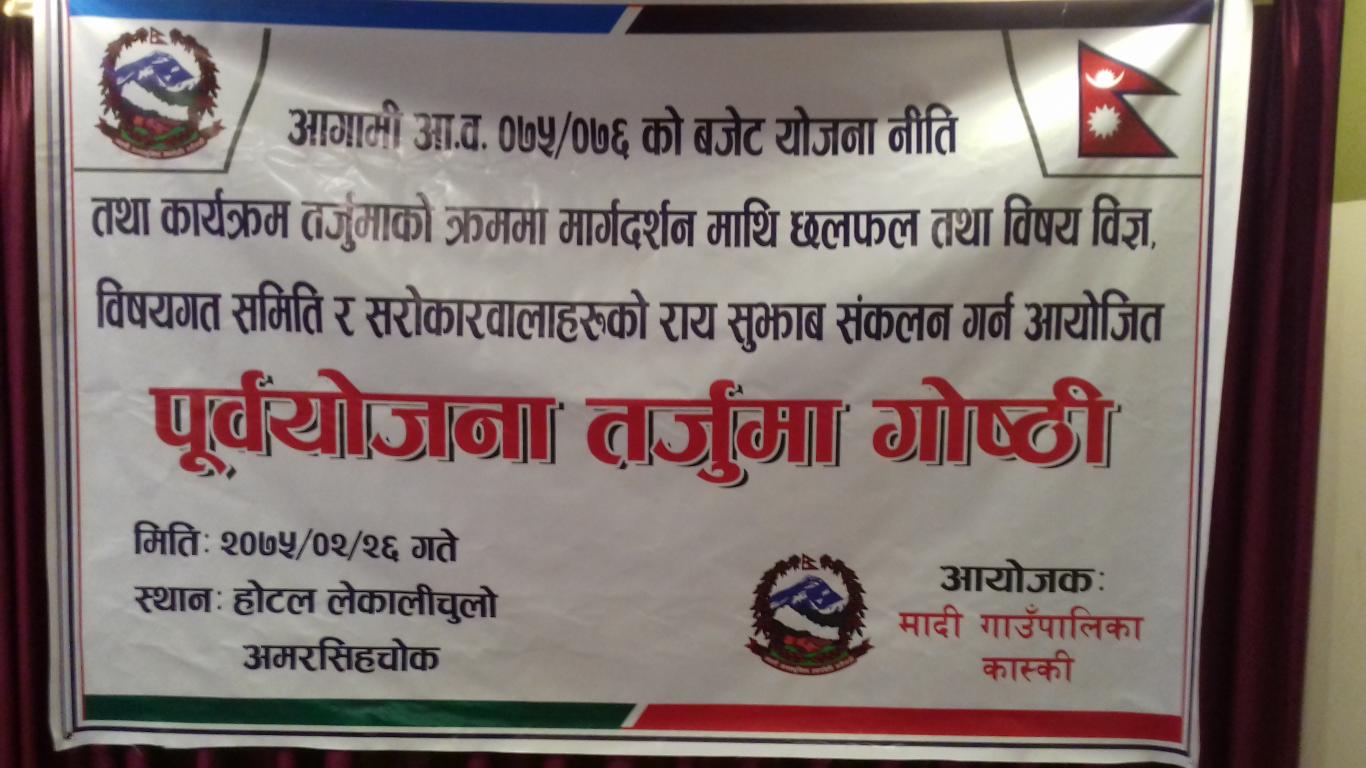 आगामी आ.व. ०७५/०७६ को बजेट योजना नीति
तथा कार्यक्रम तर्जुमाको क्रममा मार्गदर्शन माथि छलफल तथा विषय विज्ञ,
विषयगत समिति र सरोकारवालाहरुको राय सुझाब संकलन गर्न आयोजित
पूर्वयोजना तर्जुमा गोष्ठी
मिति: २०७५/०२/२६ गते
स्थान: होटल लेकालीचुलो
अमरसिहचोक
आयोजक:
मादी गाउँपालिका
कास्की